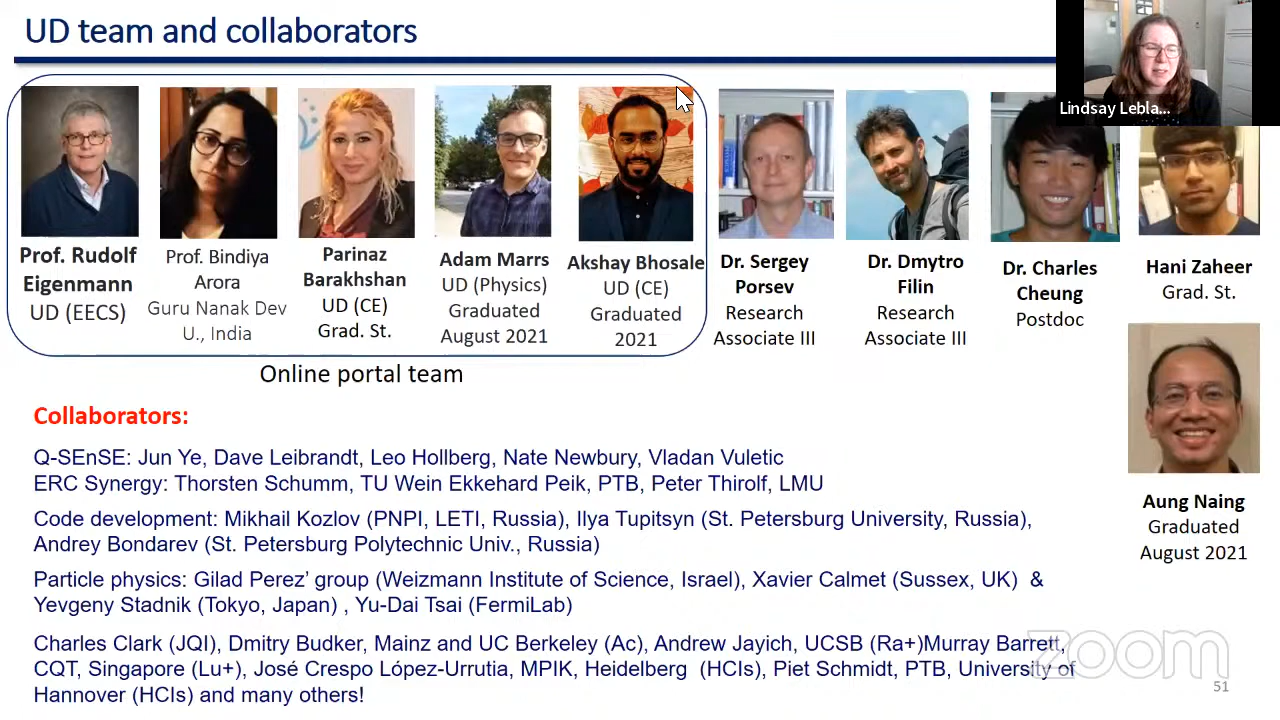 UD team and collaborators
Lindsay Lebla...
Prof. Rudolf
Eigenmann
UD (EECS)
Prof. Bindiya
Arora
Guru Nanak Dev
U., India
Parinaz
Barakhshan
UD (CE)
Grad. St.
Adam Marrs
UD (Physics)
Graduated
August 2021
Akshay Bhosale
UD (CE)
Graduated
2021
Dr. Sergey
Porsev
Research
Associate III
Dr. Dmytro
Filin
Research
Associate III
Dr. Charles
Cheung
Postdoc
Hani Zaheer
Grad. St.
Online portal team
Aung Naing
Graduated
August 2021
Collaborators:
Q-SEnSE: Jun Ye, Dave Leibrandt, Leo Hollberg, Nate Newbury, Vladan Vuletic
ERC Synergy: Thorsten Schumm, TU Wein Ekkehard Peik, PTB, Peter Thirolf, LMU
Code development: Mikhail Kozlov (PNPI, LETI, Russia), Ilya Tupitsyn (St. Petersburg University, Russia),
Andrey Bondarev (St. Petersburg Polytechnic Univ., Russia)
Particle physics: Gilad Perez’ group (Weizmann Institute of Science, Israel), Xavier Calmet (Sussex, UK) &
Yevgeny Stadnik (Tokyo, Japan) , Yu-Dai Tsai (FermiLab)
Charles Clark (JQI), Dmitry Budker, Mainz and UC Berkeley (Ac), Andrew Jayich, UCSB (Ra+)Murray Barrett,
CQT, Singapore (Lu+), José Crespo López-Urrutia, MPIK, Heidelberg (HCIs), Piet Schmidt, PTB, University of
Hannover (HCIs) and many others!
zoom
51